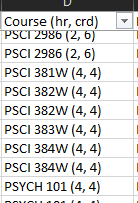 D
Course (hr, crd)
PSCI 2986 (2, 6)
PSCI 2986 (2, 6)
PSCI 381W (4, 4)
PSCI 382W (4, 4)
PSCI 382W (4, 4)
PSCI 383W (4, 4)
PSCI 384W (4, 4)
PSCI 384W (4, 4)
PSYCH 101 (4, 4)